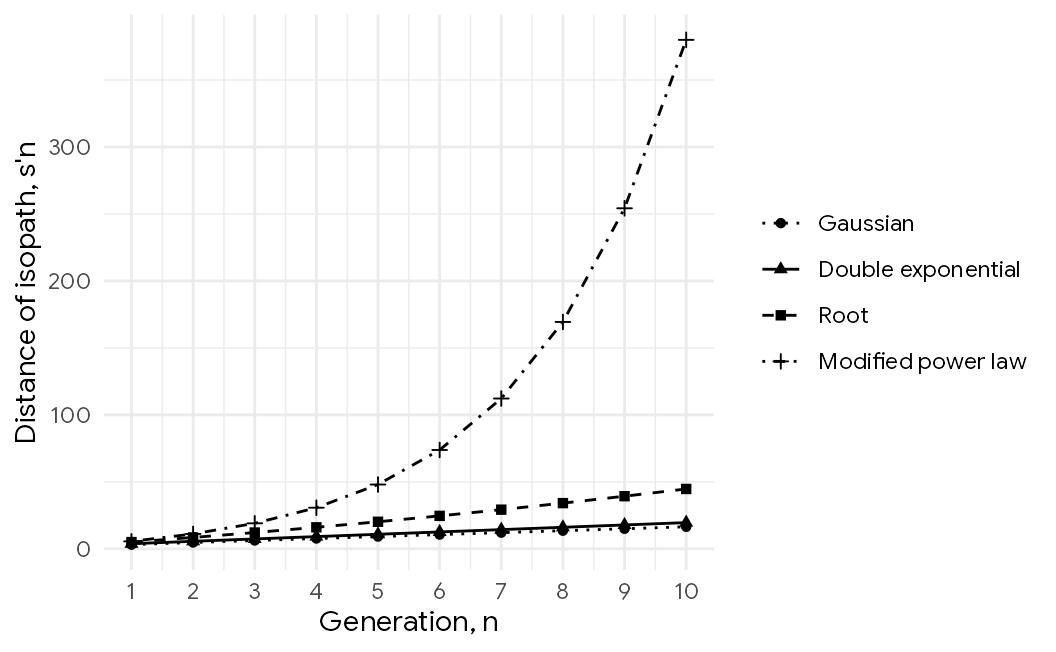 Distance of isopath, s'n
300
200
100
0
1 2 3 4 5 6 7 8 9 10
Generation, n
Gaussian
Double exponential
Root
Modified power law